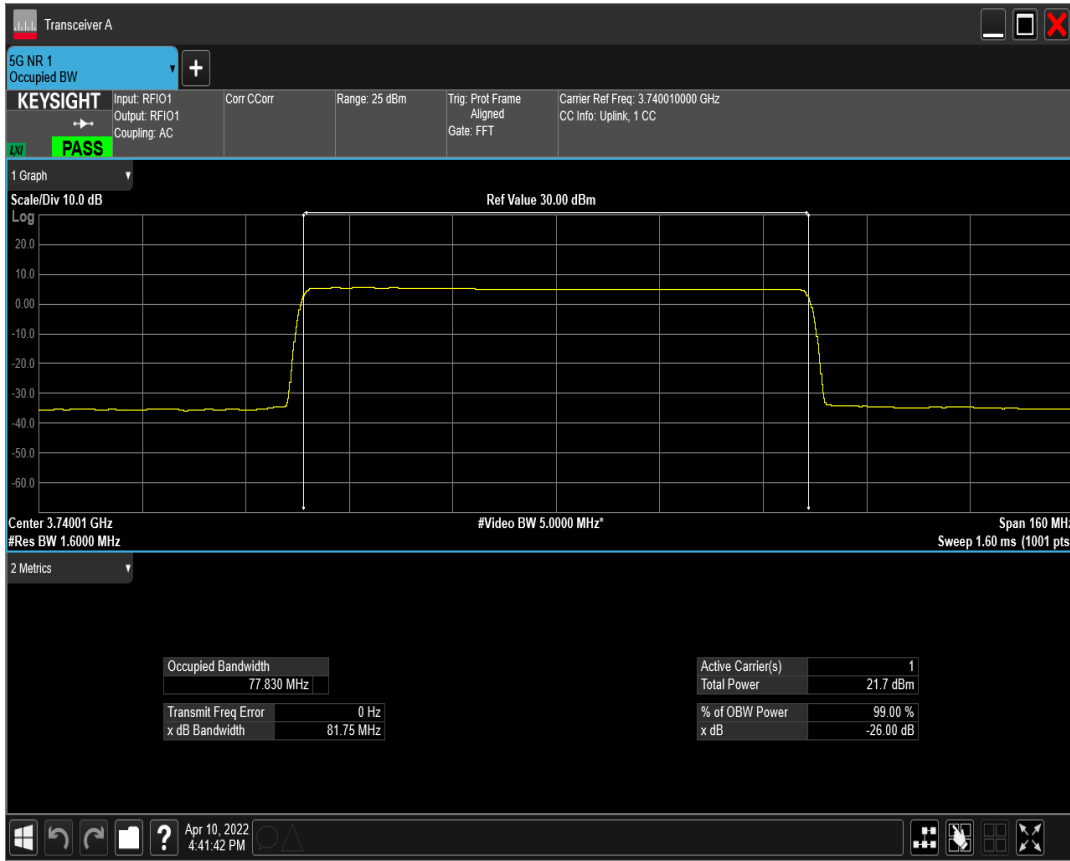 Transceiver A
5G NR 1
Occupied BW
KEYSIGHT
LXI
PASS
Input: RFIO1
Output: RFIO1
Coupling: AC
Corr CCorr
Range: 25 dBm
Trig: Prot Frame
Aligned
Gate: FFT
Carrier Ref Freq: 3.740010000 GHz
CC Info: Uplink, 1 CC
1 Graph
Scale/Div 10.0 dB
Ref Value 30.00 dBm
Log
20.0
10.0
0.00
-10.0
-20.0
-30.0
-40.0
-50.0
-60.0
Center 3.74001 GHz
#Video BW 5.0000 MHz*
Span 160 MHz
#Res BW 1.6000 MHz
Sweep 1.60 ms (1001 pts
2 Metrics
Occupied Bandwidth
77.830 MHz
Transmit Freq Error 0 Hz
x dB Bandwidth 81.75 MHz
Active Carrier(s) 1
Total Power 21.7 dBm
% of OBW Power 99.00 %
x dB -26.00 dB
?
Apr 10, 2022
4:41:42 PM